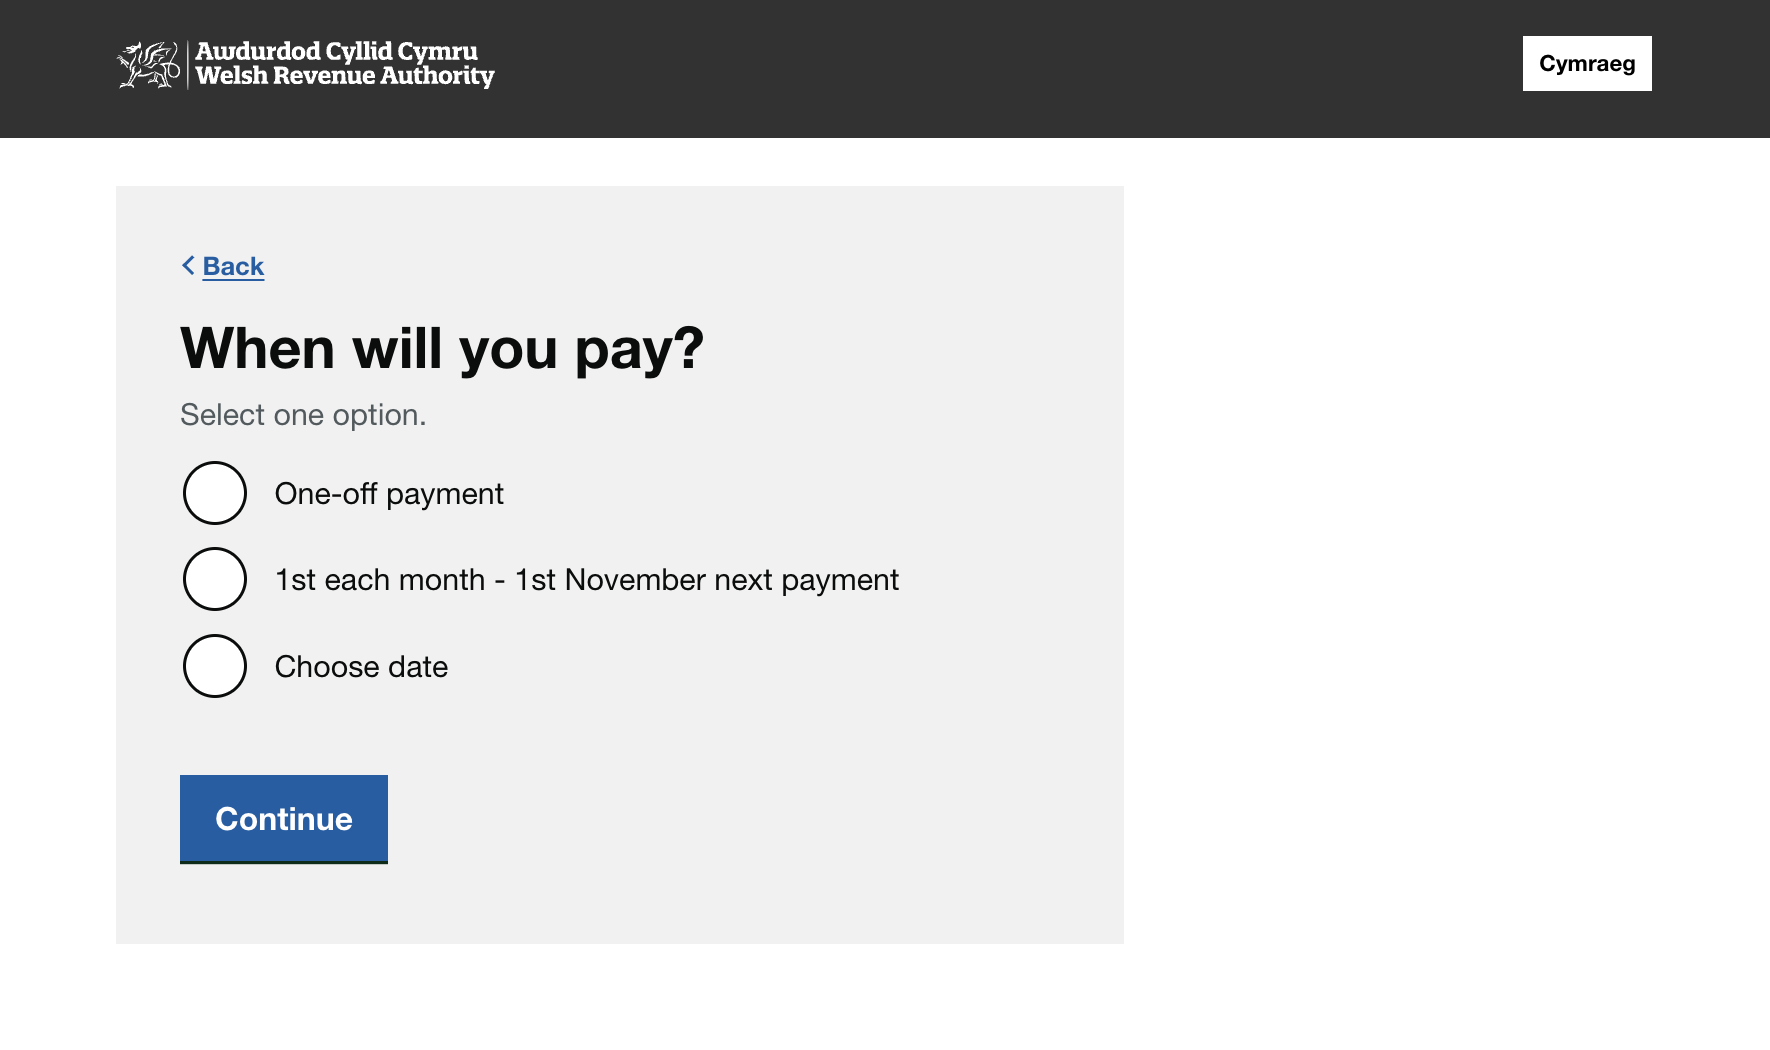 Awdurdod Cyllid Cymru
Welsh Revenue Authority
Cymraeg
Back
When will you pay?
Select one option.
One-off payment
1st each month - 1st November next payment
Choose date
Continue